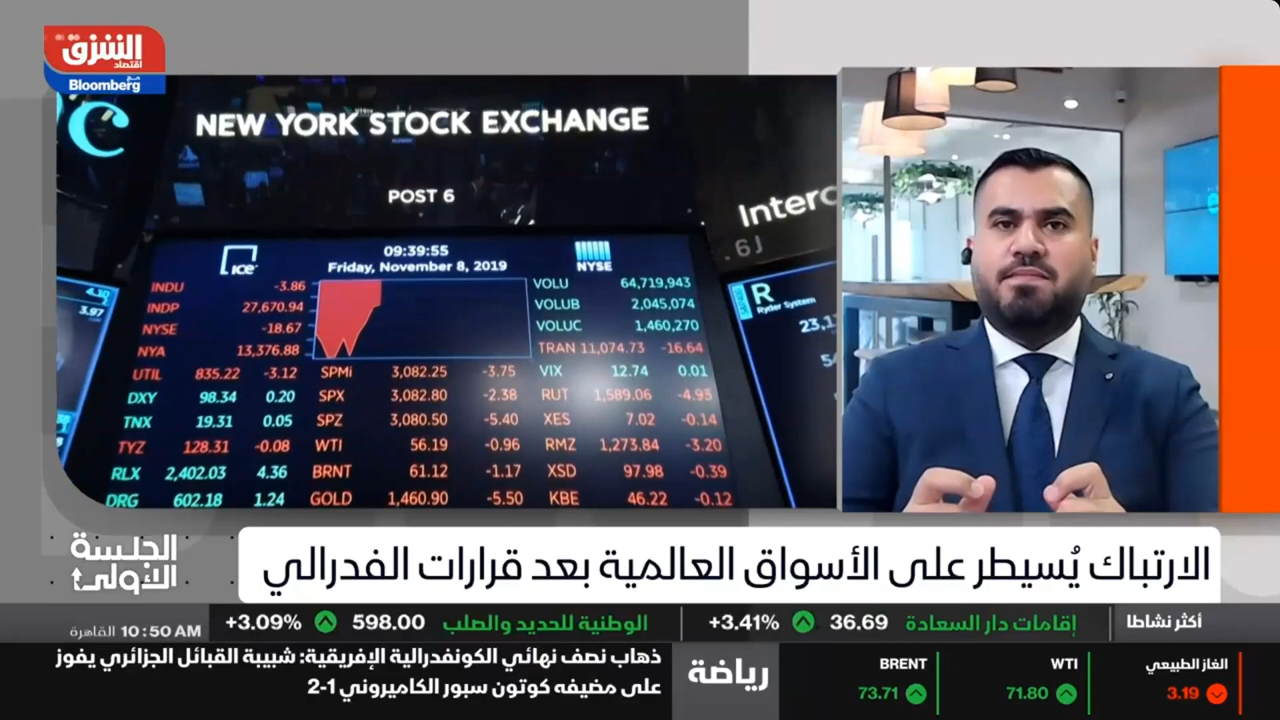 الشرق
اقتصاد
مع
Bloomberg
NEW YORK STOCK EXCHANGE
POST 6
Interc
6J
ICE
09:39:55
Friday, November 8, 2019
NYSE
INDU -3.86
INDP 27,670.94
NYSE -18.67
NYA 13,376.88
VOLU 64,719,943
VOLUB 2,045,074
VOLUC 1,460,270
TRAN 11,074.73 -16.64
UTIL 835.22 -3.12 SPMi 3,082.25 -3.75 VIX 12.74 0.01
DXY 98.34 0.20 SPX 3,082.80 -2.38 RUT 1,589.06 -4.93
TNX 19.31 0.05 SPZ 3,080.50 -5.40 XES 7.02 -0.14
TYZ 128.31 -0.08 WTI 56.19 -0.96 RMZ 1,273.84 -3.20
RLX 2,402.03 4.36 BRNT 61.12 -1.17 XSD 97.98 -0.39
DRG 602.18 1.24 GOLD 1,460.90 -5.50 KBE 46.22 -0.12
4.10
3.97
R
Ryder System
الجلسة
الأولى
الارتباك يُسيطر على الأسواق العالمية بعد قرارات الفدرالي
أكثر نشاطا
إقامات دار السعادة 36.69 +3.41%
الوطنية للحديد والصلب 598.00 +3.09%
10:50 AM القاهرة
الغاز الطبيعي
3.19
WTI
71.80
BRENT
73.71
رياضة
ذهاب نصف نهائي الكونفدرالية الإفريقية: شبيبة القبائل الجزائري يفوز
على مضيفه كوتون سبور الكاميروني 1-2